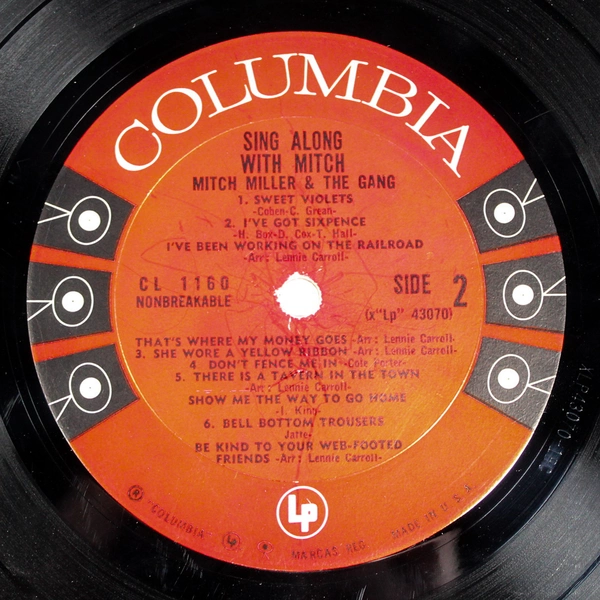 COLUMBIA
SING ALONG
WITH MITCH
MITCH MILLER & THE GANG
1. SWEET VIOLETS
-Cohen-C. Grean-
2. I'VE GOT SIXPENCE
-H. Box-D. Cox-T. Hall-
I'VE BEEN WORKING ON THE RAILROAD
-Arr: Lennie Carroll-
CL 1160
NONBREAKABLE
SIDE 2
(x"Lp" 43070)
THAT'S WHERE MY MONEY GOES -Arr: Lennie Carroll-
3. SHE WORE A YELLOW RIBBON -Arr: Lennie Carroll-
4. DON'T FENCE ME IN -Cole Porter-
5. THERE IS A TAVERN IN THE TOWN
-Arr: Lennie Carroll-
SHOW ME THE WAY TO GO HOME
-I. King-
6. BELL BOTTOM TROUSERS
Jaffe-
BE KIND TO YOUR WEB-FOOTED
FRIENDS -Arr: Lennie Carroll-
Lp
® "COLUMBIA" Lp MARCAS REG. MADE IN U.S.A.